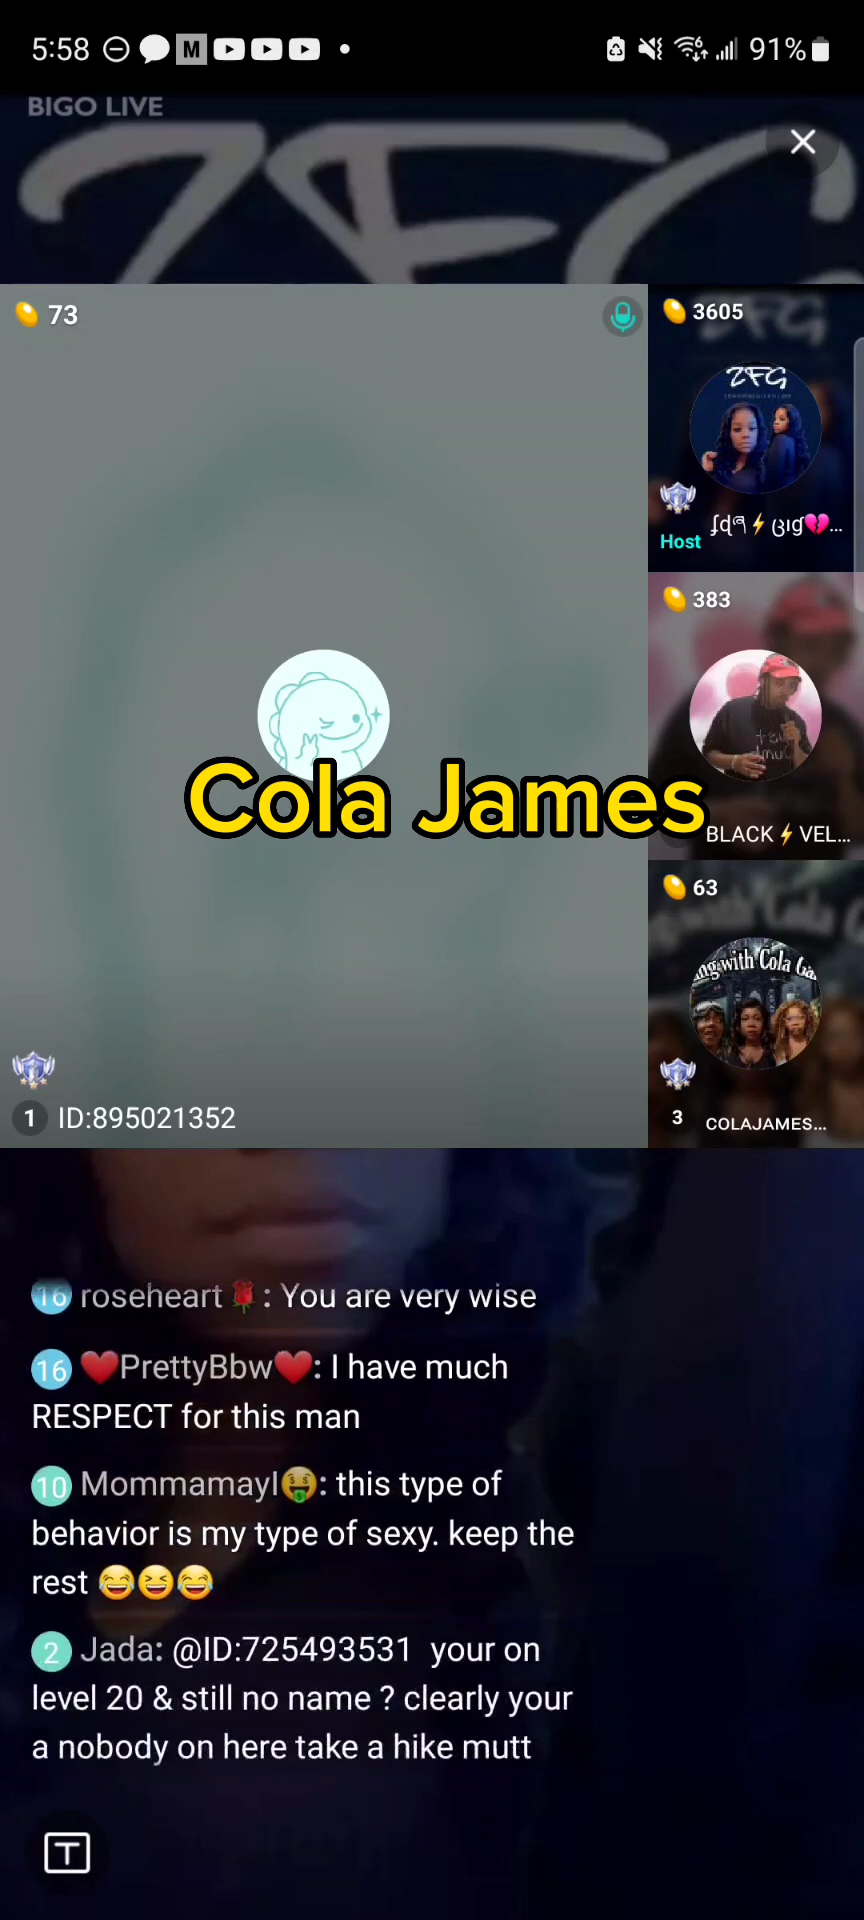 5:58
M
91%
BIGO LIVE
ZFG
73
3605
ZFG
Host
383
Cola James
BLACK⚡VEL...
63
ng with Cola Ga
1 ID:895021352
3 COLAJAMES...
16 roseheart🌹: You are very wise
16 ❤️PrettyBbw❤️: I have much
RESPECT for this man
10 MommamayI🤑: this type of
behavior is my type of sexy. keep the
rest 😂😆😂
2 Jada: @ID:725493531 your on
level 20 & still no name ? clearly your
a nobody on here take a hike mutt
T